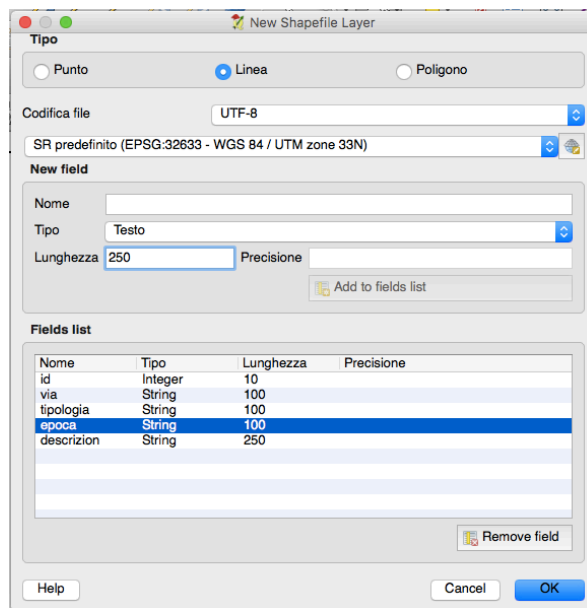 New Shapefile Layer
Tipo
Punto Linea Poligono
Codifica file UTF-8
SR predefinito (EPSG:32633 - WGS 84 / UTM zone 33N)
New field
Nome
Tipo Testo
Lunghezza 250 Precisione
Add to fields list
Fields list
Nome Tipo Lunghezza Precisione
id Integer 10
via String 100
tipologia String 100
epoca String 100
descrizion String 250
Remove field
Help Cancel OK